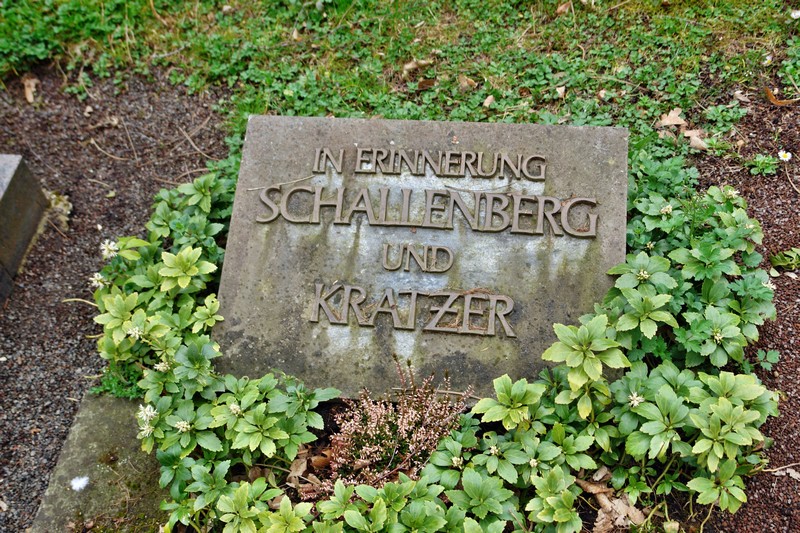 IN ERINNERUNG
SCHALLENBERG
UND
KRATZER